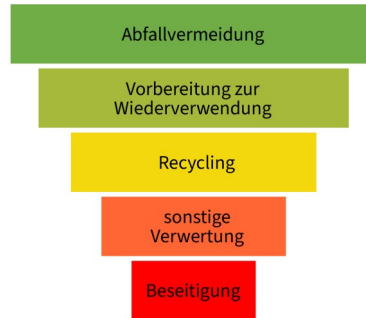 Abfallvermeidung
Vorbereitung zur
Wiederverwendung
Recycling
sonstige
Verwertung
Beseitigung